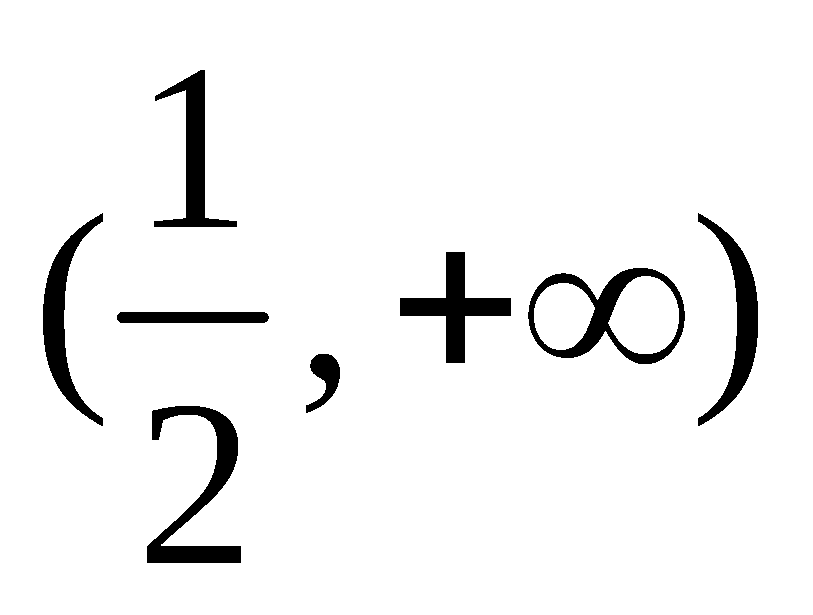 (1/2, +∞)